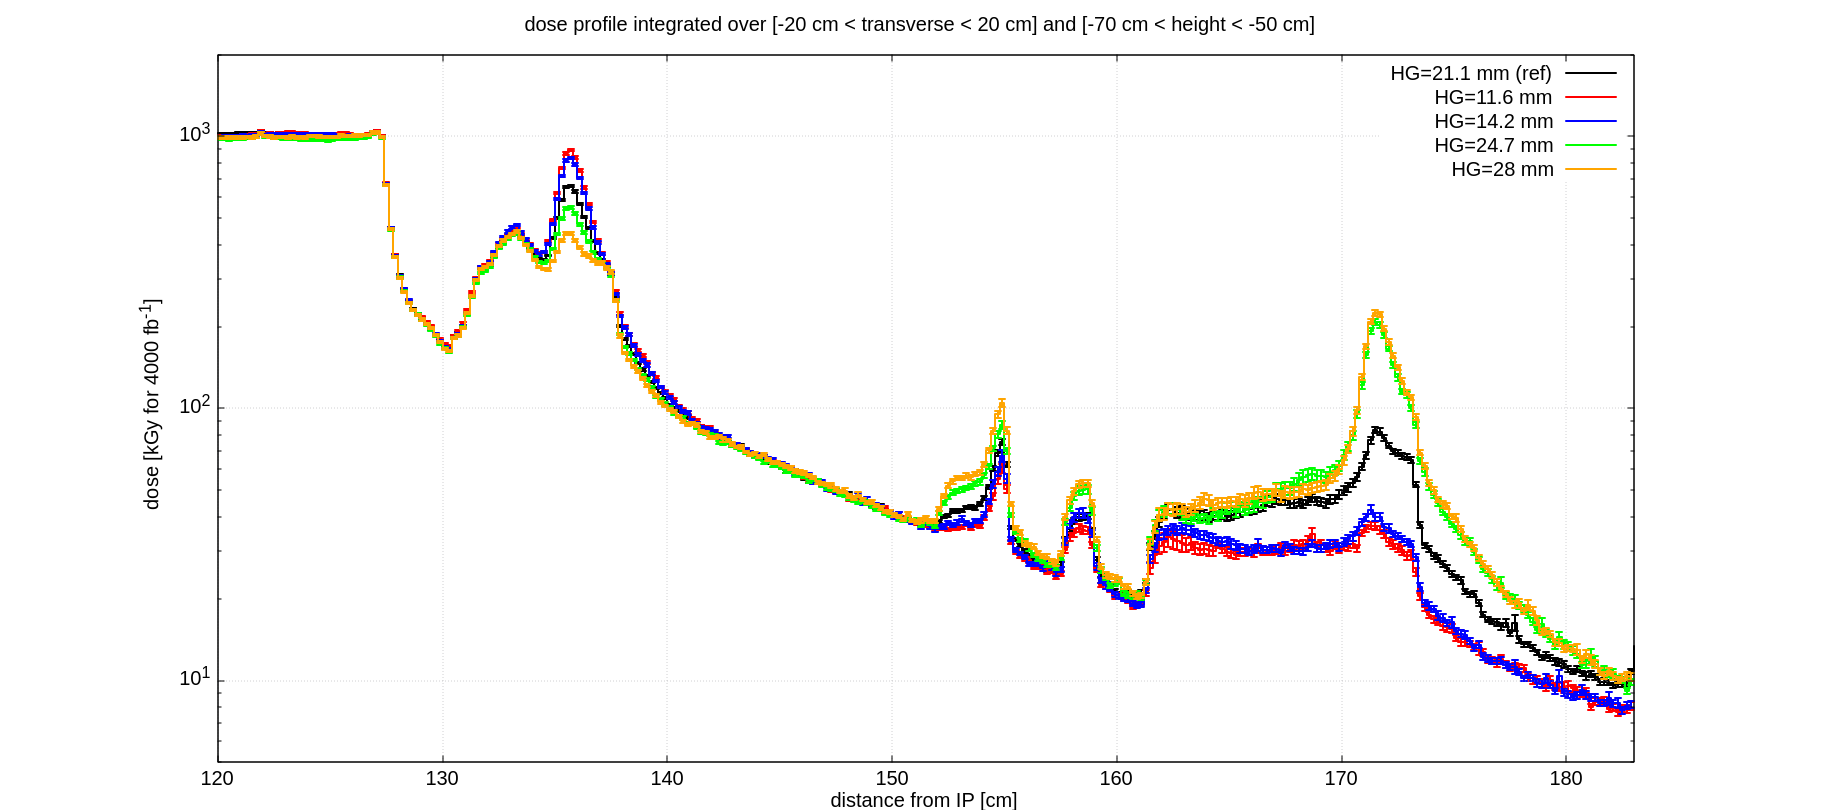 dose profile integrated over [-20 cm < transverse < 20 cm] and [-70 cm < height < -50 cm]
HG=21.1 mm (ref)
HG=11.6 mm
HG=14.2 mm
HG=24.7 mm
HG=28 mm
10³
10²
10¹
dose [kGy for 4000 fb⁻¹]
120 130 140 150 160 170 180
distance from IP [cm]